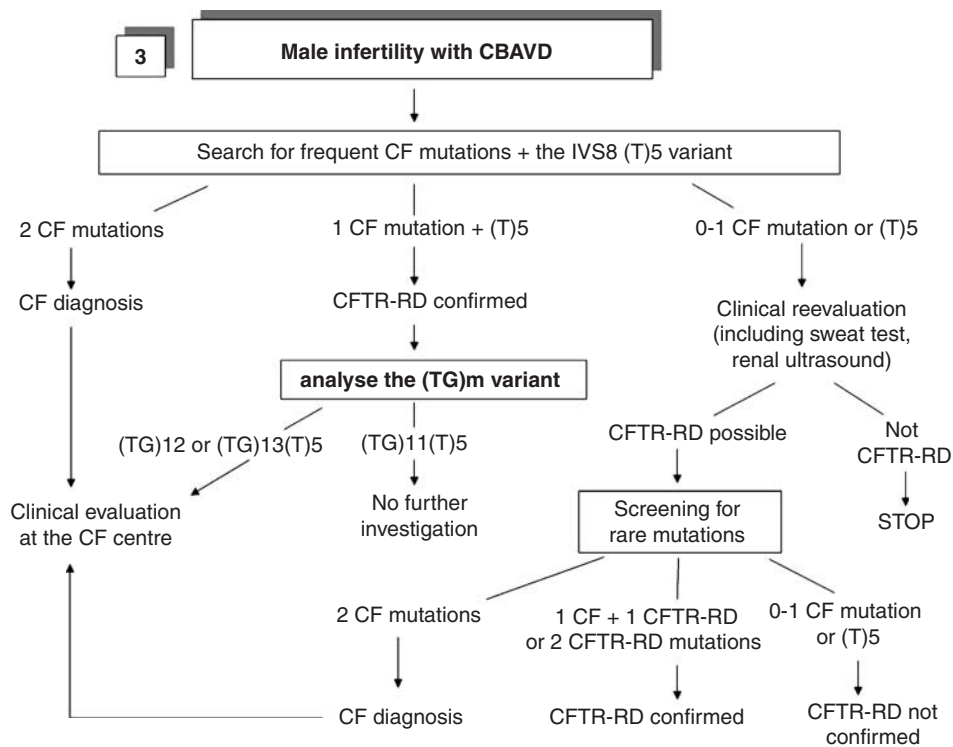 3
Male infertility with CBAVD
Search for frequent CF mutations + the IVS8 (T)5 variant
2 CF mutations
1 CF mutation + (T)5
0-1 CF mutation or (T)5
CF diagnosis
CFTR-RD confirmed
Clinical reevaluation
(including sweat test,
renal ultrasound)
analyse the (TG)m variant
(TG)12 or (TG)13(T)5
(TG)11(T)5
CFTR-RD possible
Not
CFTR-RD
Clinical evaluation
at the CF centre
No further
investigation
Screening for
rare mutations
STOP
2 CF mutations
1 CF + 1 CFTR-RD
or 2 CFTR-RD mutations
0-1 CF mutation
or (T)5
CF diagnosis
CFTR-RD confirmed
CFTR-RD not
confirmed